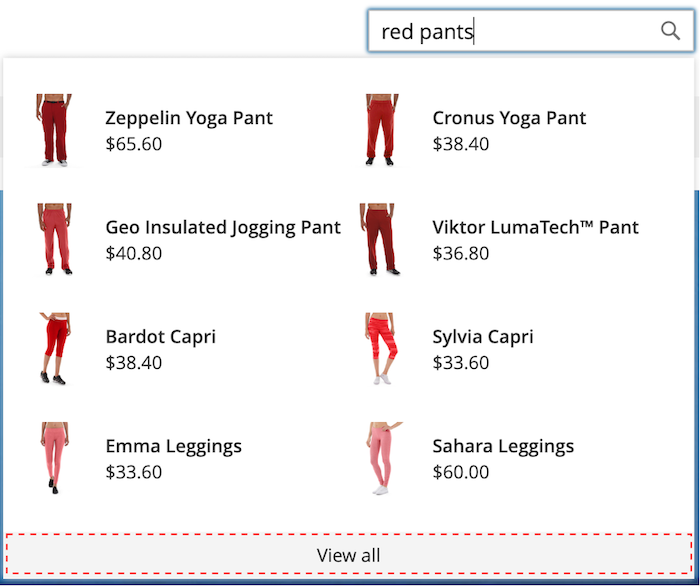 red pants
Zeppelin Yoga Pant
$65.60
Cronus Yoga Pant
$38.40
Geo Insulated Jogging Pant
$40.80
Viktor LumaTech™ Pant
$36.80
Bardot Capri
$38.40
Sylvia Capri
$33.60
Emma Leggings
$33.60
Sahara Leggings
$60.00
View all